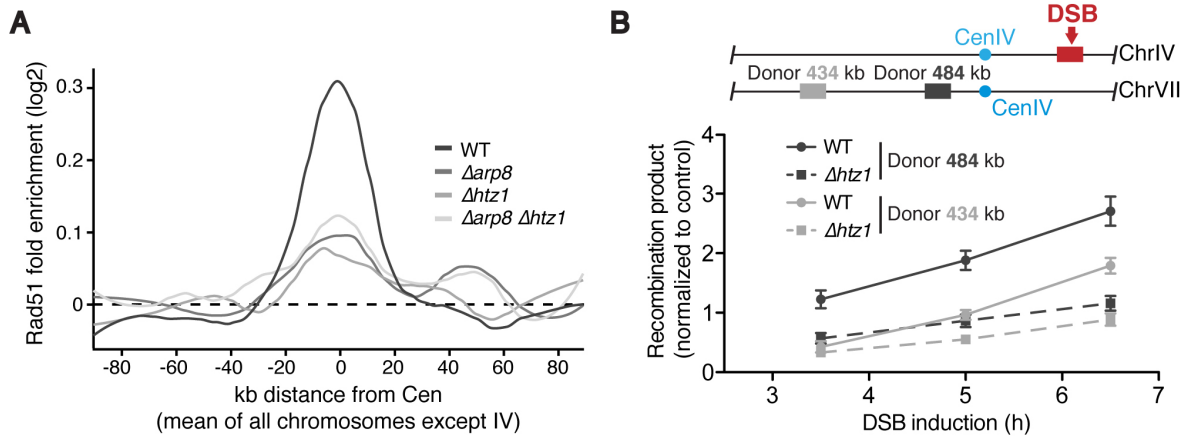 A
Rad51 fold enrichment (log2)
0.3
0.2
0.1
0
WT
Δarp8
Δhtz1
Δarp8 Δhtz1
-80 -60 -40 -20 0 20 40 60 80
kb distance from Cen
(mean of all chromosomes except IV)
B
DSB
CenIV
ChrIV
Donor 434 kb Donor 484 kb
ChrVII
CenIV
Recombination product
(normalized to control)
4
3
2
1
0
WT
Δhtz1
Donor 484 kb
WT
Δhtz1
Donor 434 kb
3 4 5 6 7
DSB induction (h)